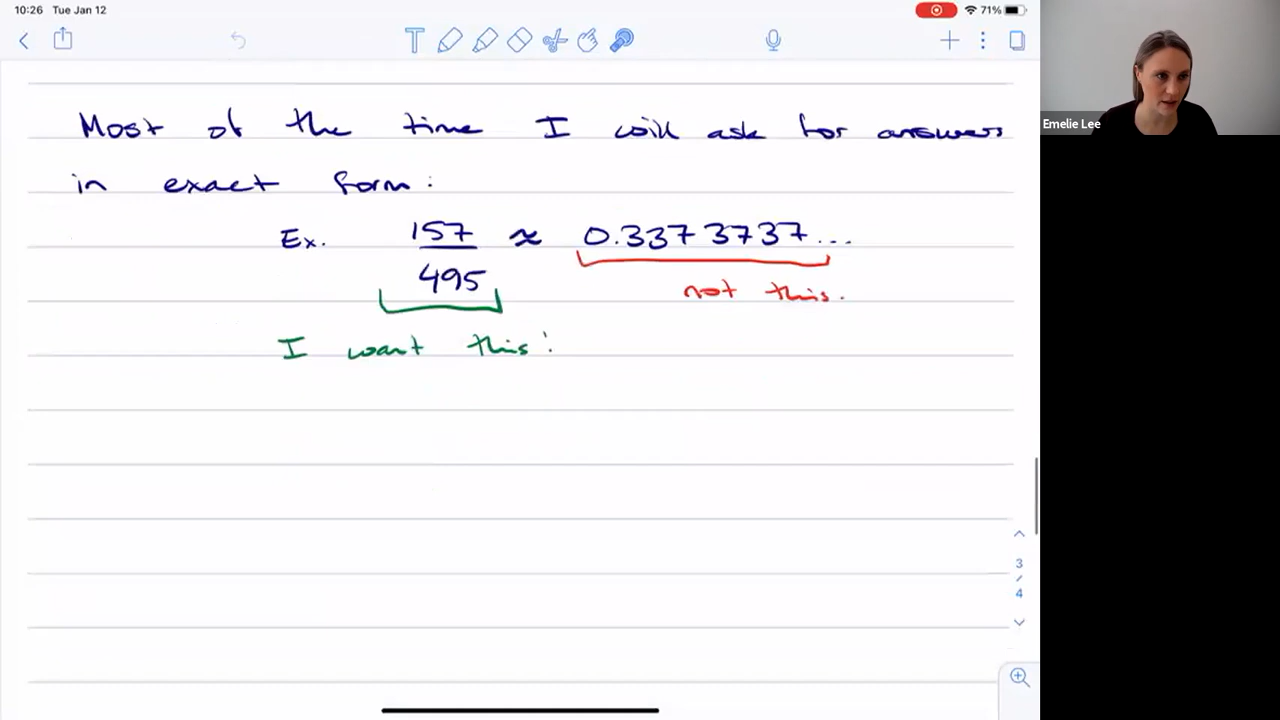 10:26 Tue Jan 12
71%
T
Most of the time I will ask for answers
in exact form:
Ex. 157/495 ≈ 0.3373737...
not this.
I want this!
Emelie Lee
3
/
4